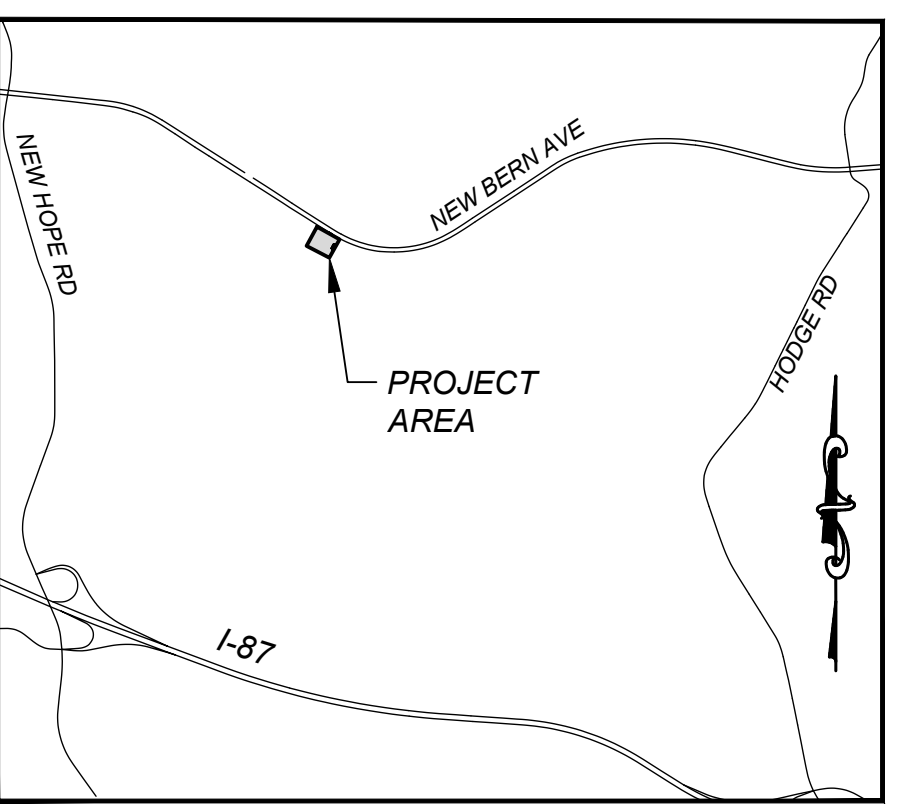 NEW BERN AVE
NEW HOPE RD
HODGE RD
PROJECT
AREA
I-87